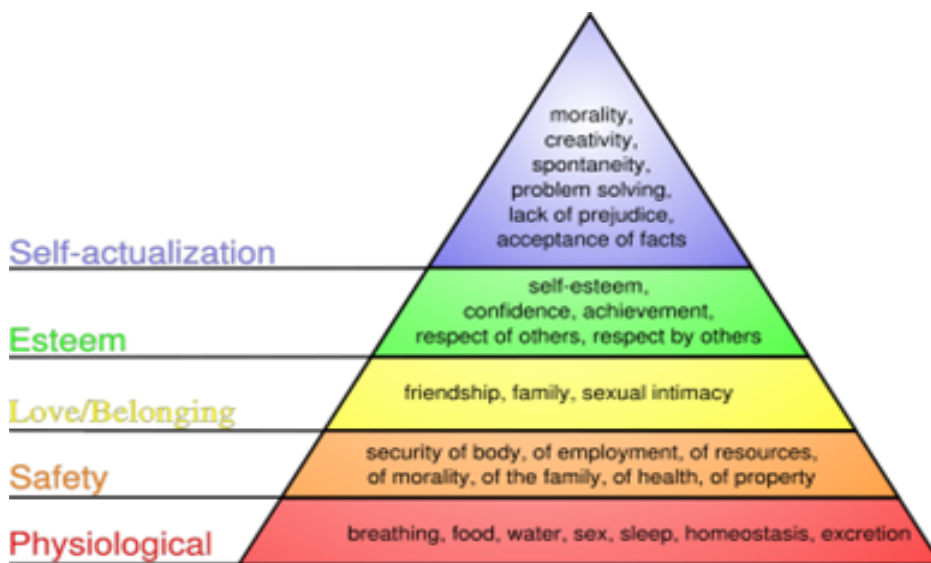 morality,
creativity,
spontaneity,
problem solving,
lack of prejudice,
acceptance of facts
Self-actualization
self-esteem,
confidence, achievement,
respect of others, respect by others
Esteem
friendship, family, sexual intimacy
Love/Belonging
security of body, of employment, of resources,
of morality, of the family, of health, of property
Safety
breathing, food, water, sex, sleep, homeostasis, excretion
Physiological